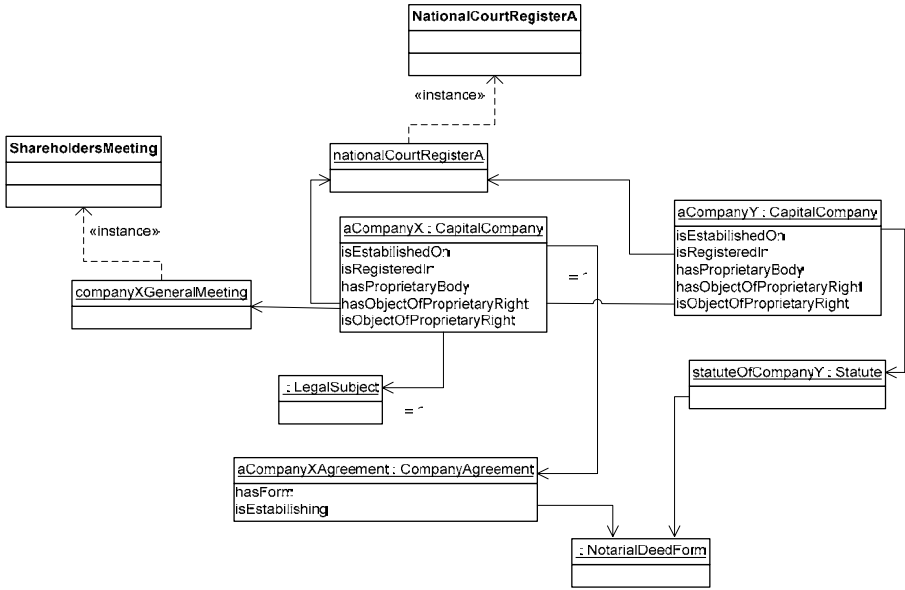 NationalCourtRegisterA
«instance»
ShareholdersMeeting
nationalCourtRegisterA
«instance»
aCompanyX : CapitalCompany
isEstabilishedOn
isRegisteredIn
hasProprietaryBody
hasObjectOfProprietaryRight
isObjectOfProprietaryRight
aCompanyY : CapitalCompany
isEstabilishedOn
isRegisteredIn
hasProprietaryBody
hasObjectOfProprietaryRight
isObjectOfProprietaryRight
companyXGeneralMeeting
=
: LegalSubject
=
statuteOfCompanyY : Statute
aCompanyXAgreement : CompanyAgreement
hasForm
isEstabilishing
: NotarialDeedForm